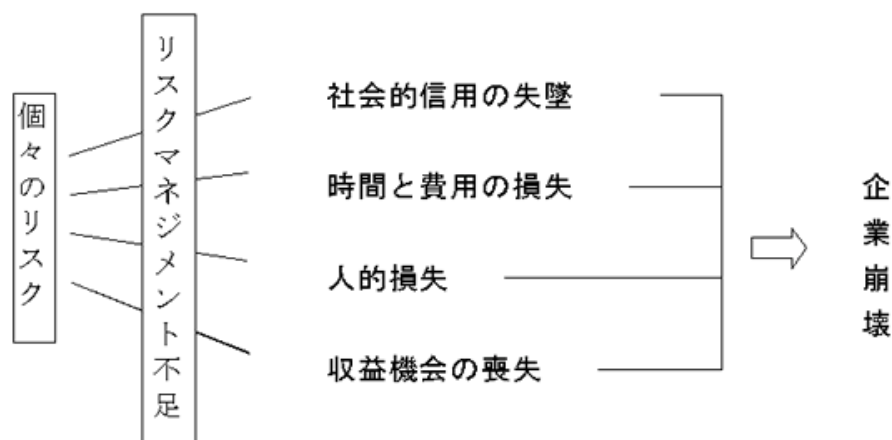 個々のリスク
リスクマネジメント不足
社会的信用の失墜
時間と費用の損失
人的損失
収益機会の喪失
企業崩壊